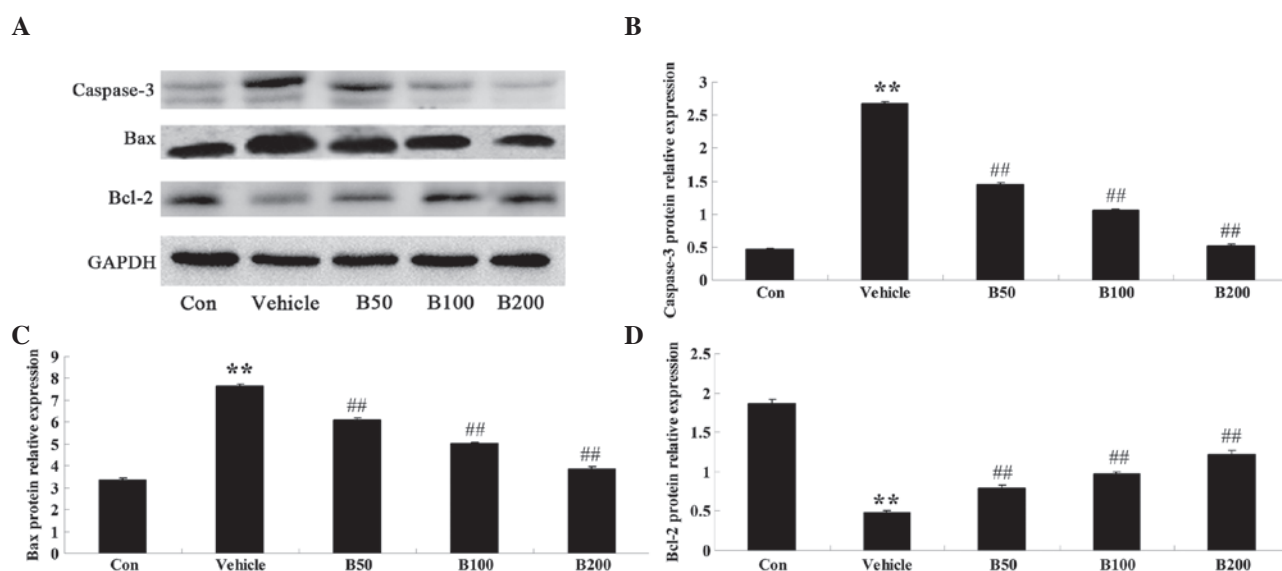 A
Caspase-3
Bax
Bcl-2
GAPDH
Con Vehicle B50 B100 B200
B
Caspase-3 protein relative expression
3
2.5
2
1.5
1
0.5
0
**
##
##
##
Con Vehicle B50 B100 B200
C
Bax protein relative expression
9
8
7
6
5
4
3
2
1
0
**
##
##
##
Con Vehicle B50 B100 B200
D
Bcl-2 protein relative expression
2.5
2
1.5
1
0.5
0
**
##
##
##
Con Vehicle B50 B100 B200